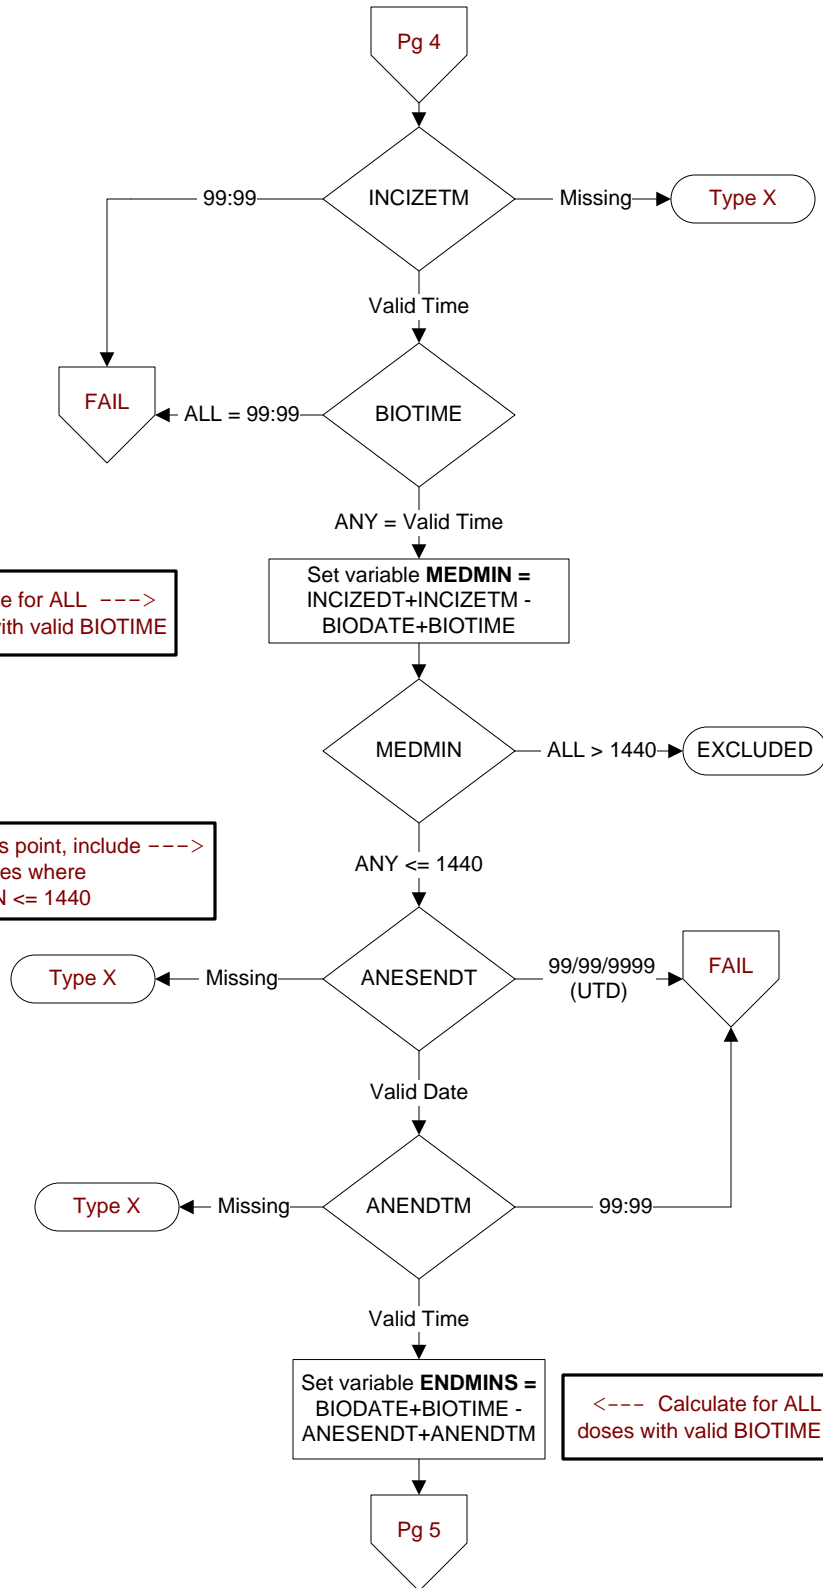 Pg 4
INCIZETM
99:99
Missing
Type X
Valid Time
FAIL
ALL = 99:99
BIOTIME
ANY = Valid Time
Set variable MEDMIN =
INCIZEDT+INCIZETM -
BIODATE+BIOTIME
for ALL --->
with valid BIOTIME
MEDMIN
ALL > 1440
EXCLUDED
point, include --->
where
<= 1440
ANY <= 1440
Type X
Missing
ANESENDT
99/99/9999
(UTD)
FAIL
Valid Date
Type X
Missing
ANENDTM
99:99
Valid Time
Set variable ENDMINS =
BIODATE+BIOTIME -
ANESENDT+ANENDTM
<--- Calculate for ALL
doses with valid BIOTIME
Pg 5